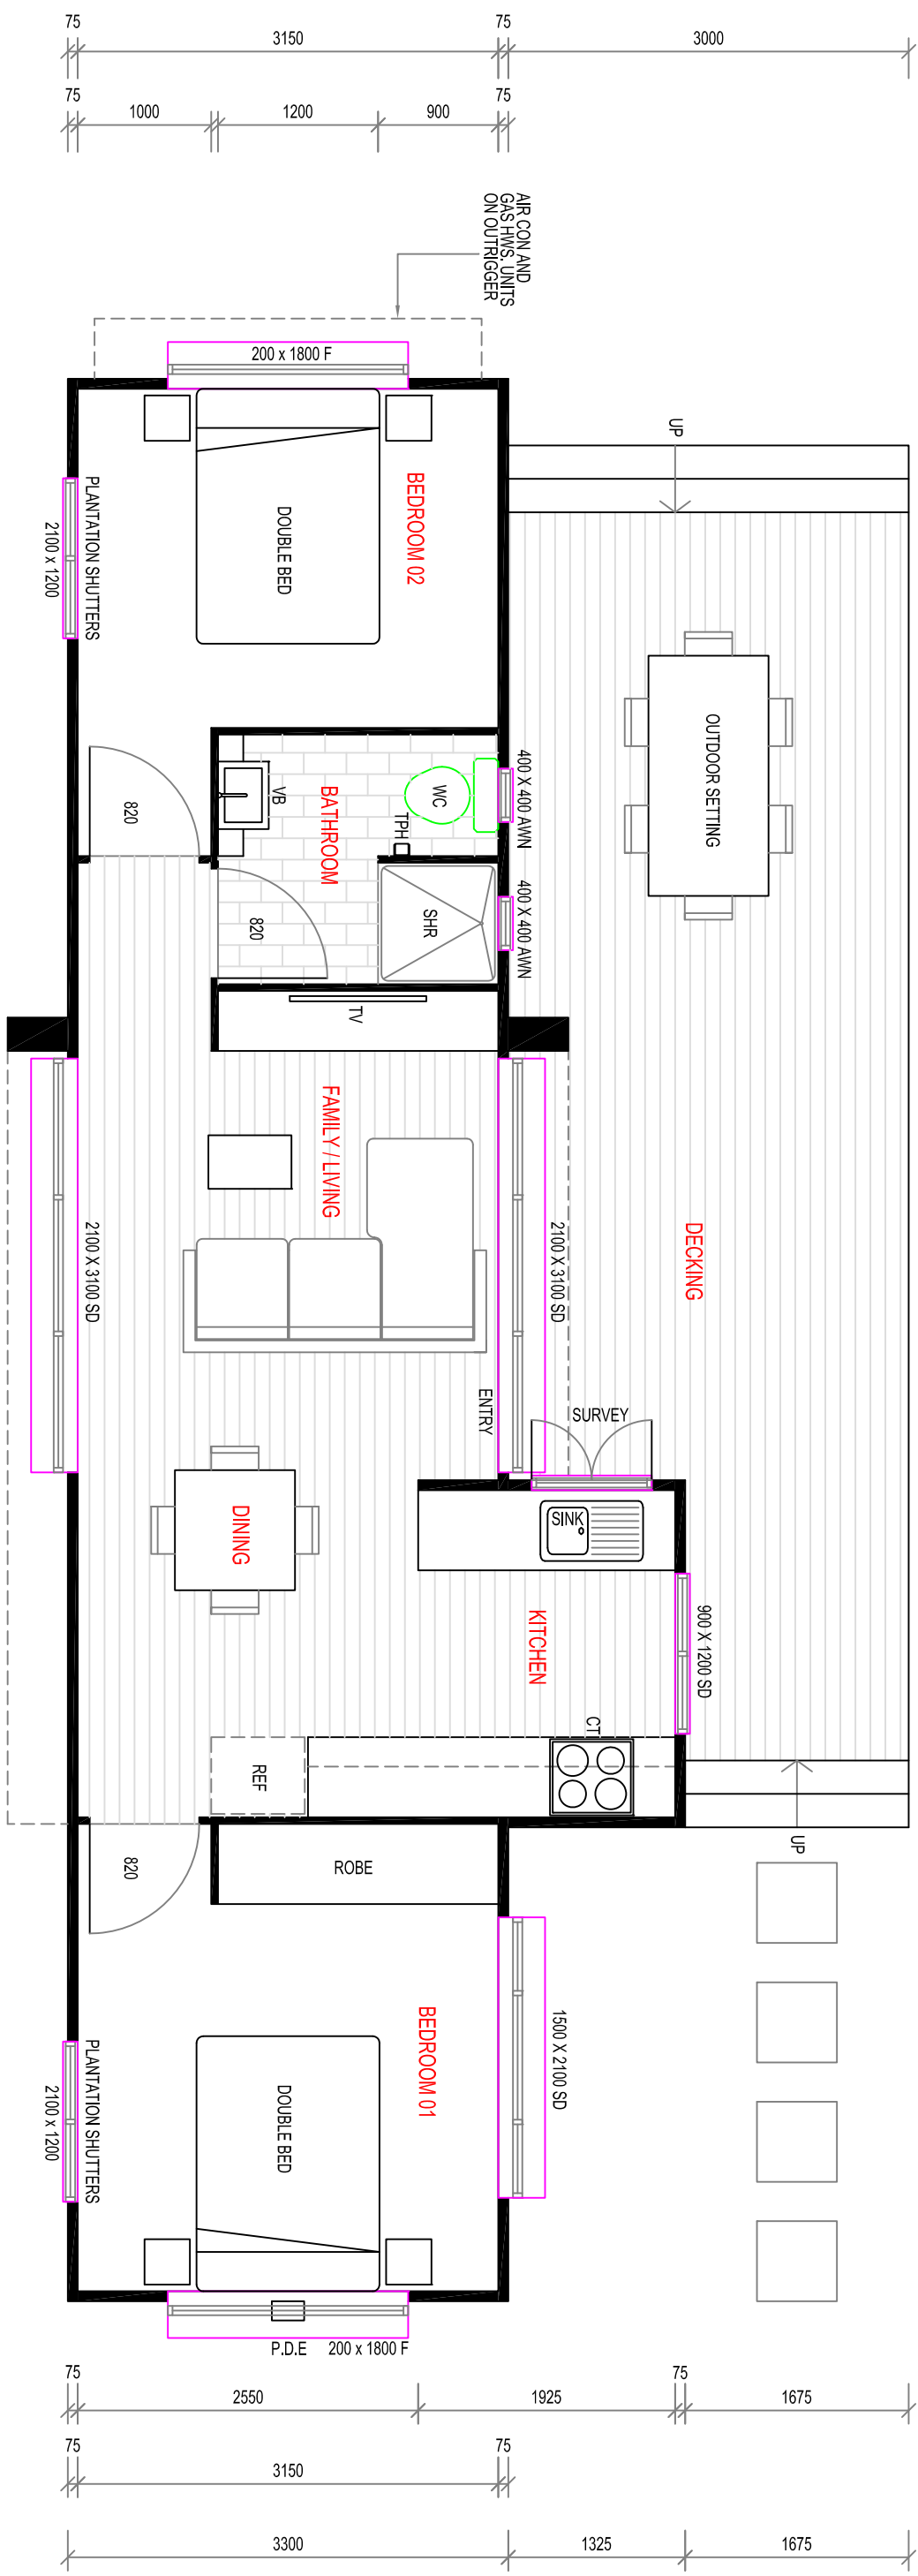 75
3150
75
3000
75
1000
1200
900
75
AIR CON AND
GAS HWS. UNITS
ON OUTRIGGER
200 x 1800 F
UP
BEDROOM 02
DOUBLE BED
PLANTATION SHUTTERS
2100 x 1200
OUTDOOR SETTING
400 X 400 AWN
WC
VB
BATHROOM
TPH
820
400 X 400 AWN
SHR
820
TV
FAMILY / LIVING
DECKING
2100 X 3100 SD
2100 X 3100 SD
ENTRY
SURVEY
SINK
DINING
KITCHEN
900 X 1200 SD
CT
REF
UP
820
ROBE
BEDROOM 01
1500 X 2100 SD
DOUBLE BED
PLANTATION SHUTTERS
2100 x 1200
P.D.E
200 x 1800 F
75
2550
1925
75
1675
75
3150
75
3300
1325
1675